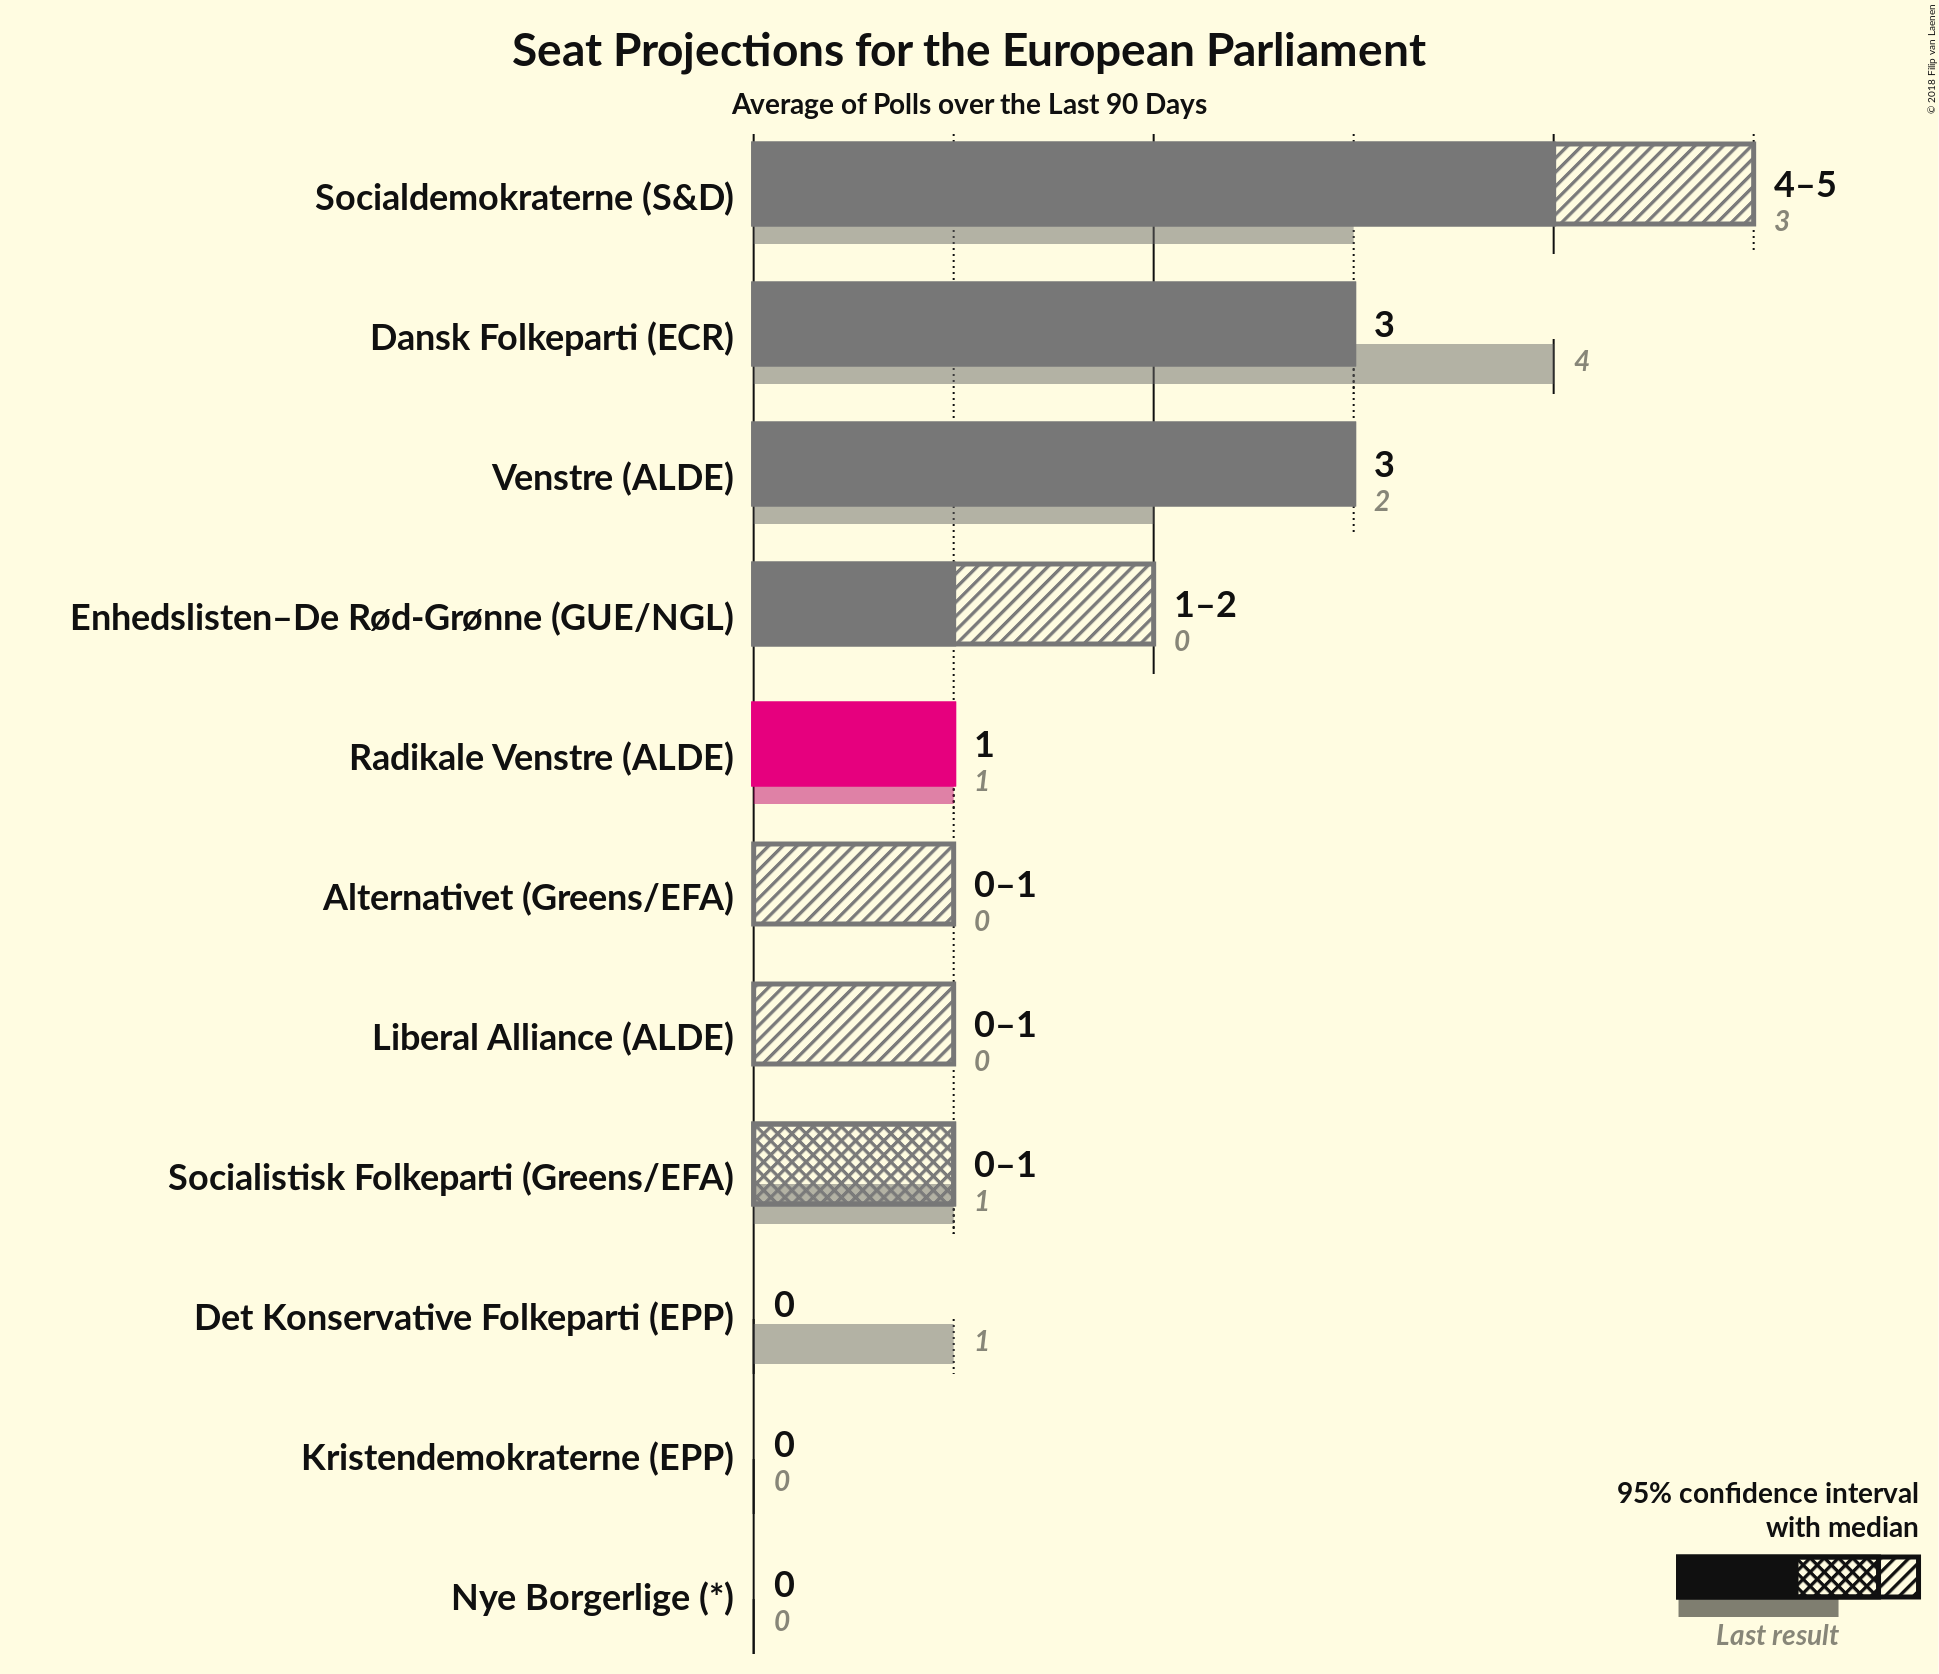 Seat Projections for the European Parliament
Average of Polls over the Last 90 Days
© 2018 Filip van Laenen
Socialdemokraterne (S&D)
4–5
3
Dansk Folkeparti (ECR)
3
4
Venstre (ALDE)
3
2
Enhedslisten–De Rød-Grønne (GUE/NGL)
1–2
0
Radikale Venstre (ALDE)
1
1
Alternativet (Greens/EFA)
0–1
0
Liberal Alliance (ALDE)
0–1
0
Socialistisk Folkeparti (Greens/EFA)
0–1
1
Det Konservative Folkeparti (EPP)
0
1
Kristendemokraterne (EPP)
0
0
Nye Borgerlige (*)
0
0
95% confidence interval
with median
Last result